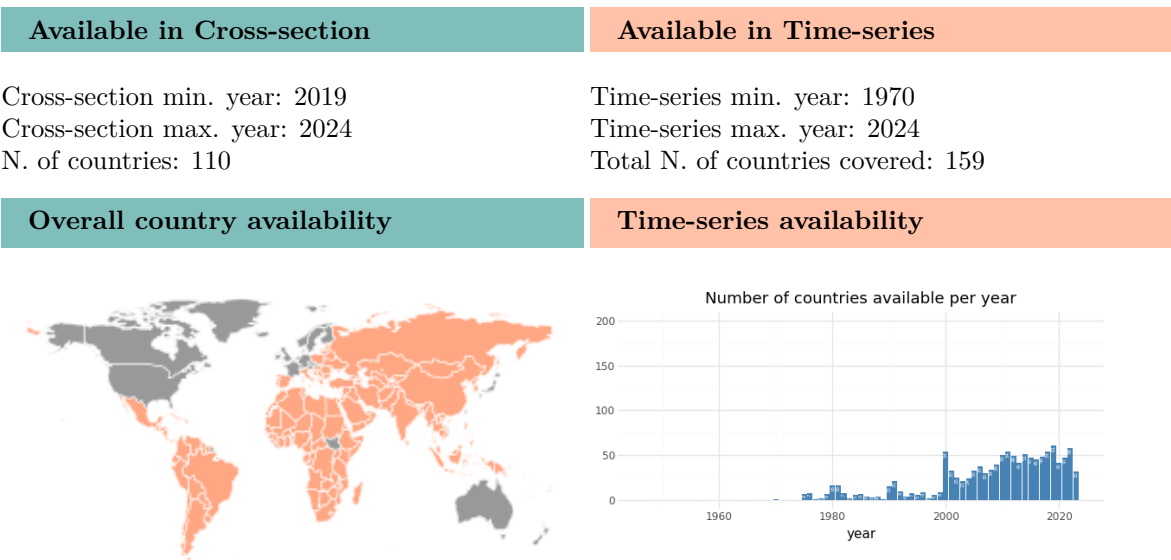 Available in Cross-section
Available in Time-series
Cross-section min. year: 2019
Cross-section max. year: 2024
N. of countries: 110
Time-series min. year: 1970
Time-series max. year: 2024
Total N. of countries covered: 159
Overall country availability
Time-series availability
Number of countries available per year
200
150
100
50
0
1960
1980
2000
2020
year